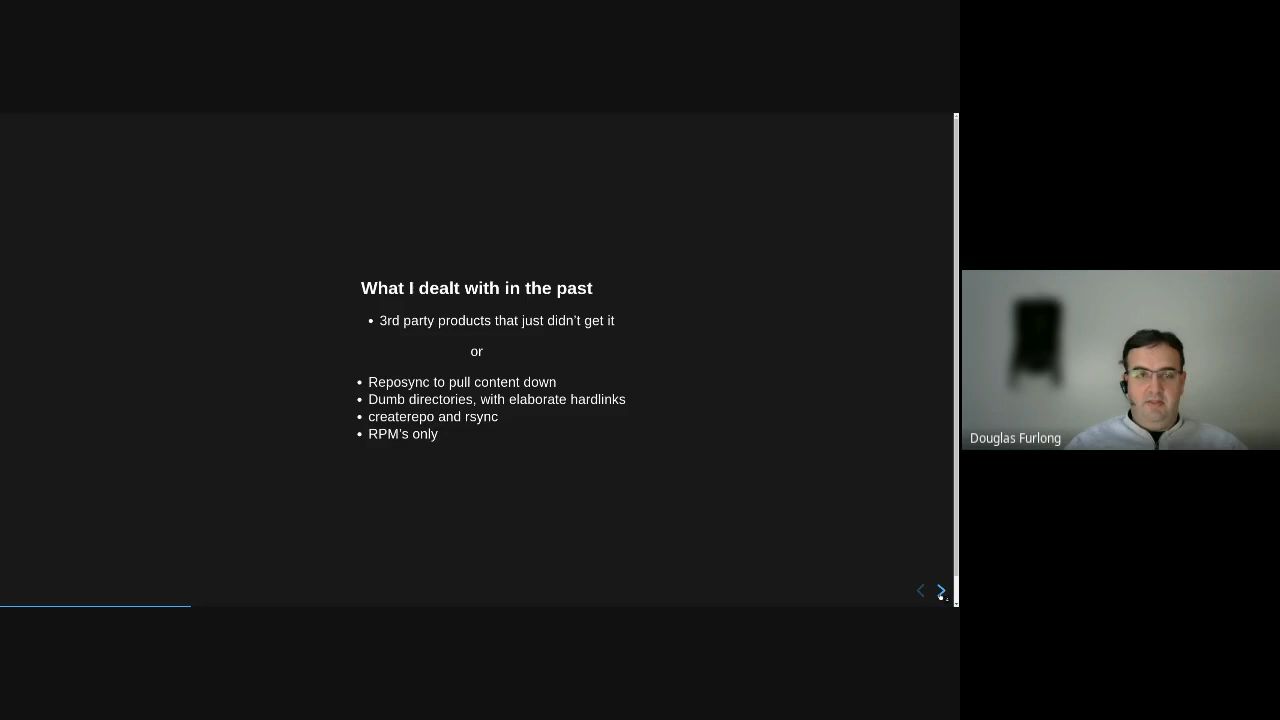 What I dealt with in the past
• 3rd party products that just didn’t get it
or
• Reposync to pull content down
• Dumb directories, with elaborate hardlinks
• createrepo and rsync
• RPM’s only
Douglas Furlong